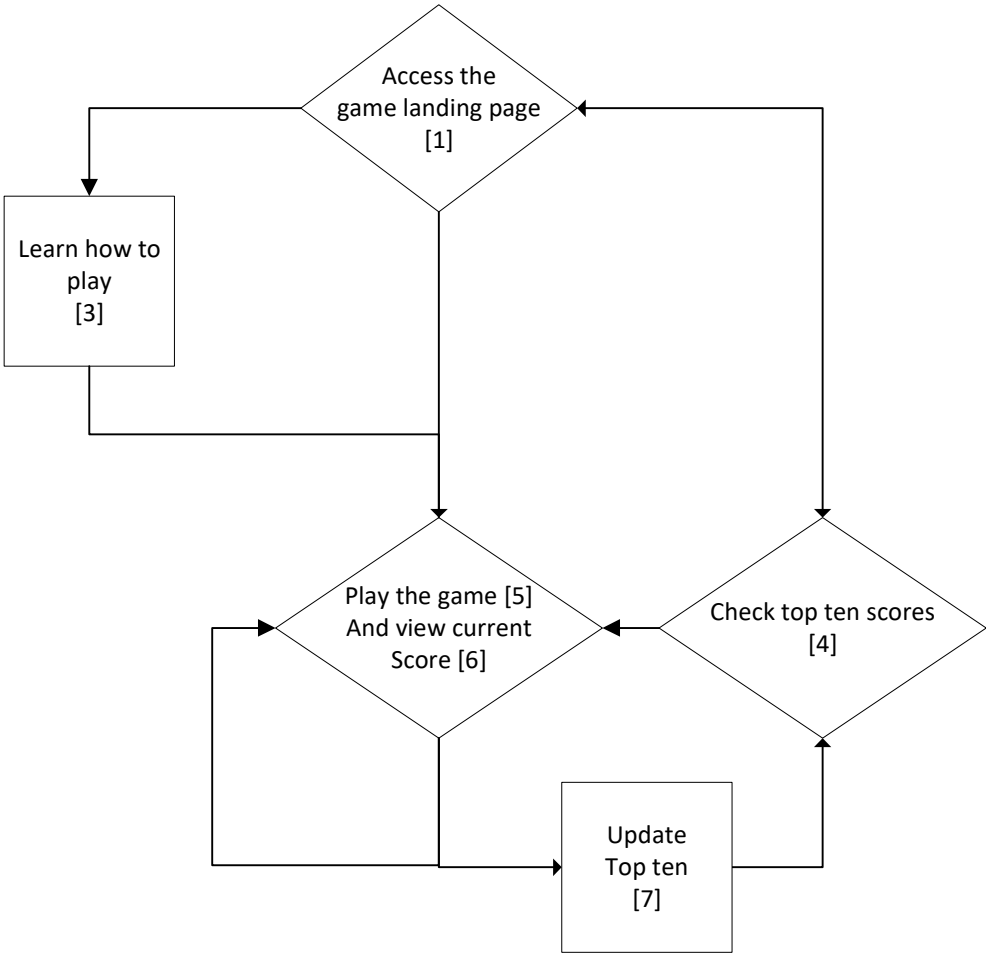 Access the
game landing page
[1]
Learn how to
play
[3]
Play the game [5]
And view current
Score [6]
Check top ten scores
[4]
Update
Top ten
[7]